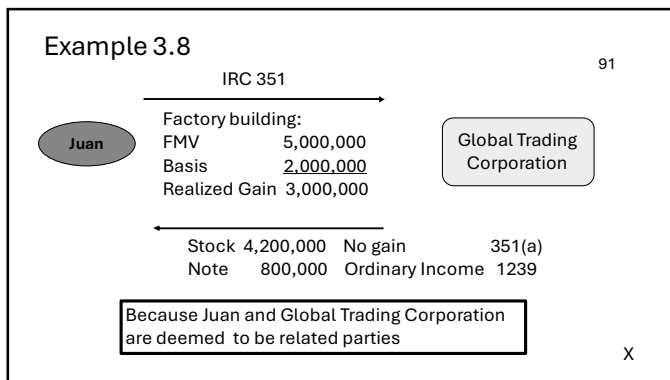 Example 3.8
91
IRC 351
Juan
Factory building:
FMV 5,000,000
Basis 2,000,000
Realized Gain 3,000,000
Global Trading
Corporation
Stock 4,200,000 No gain 351(a)
Note 800,000 Ordinary Income 1239
Because Juan and Global Trading Corporation
are deemed to be related parties
X